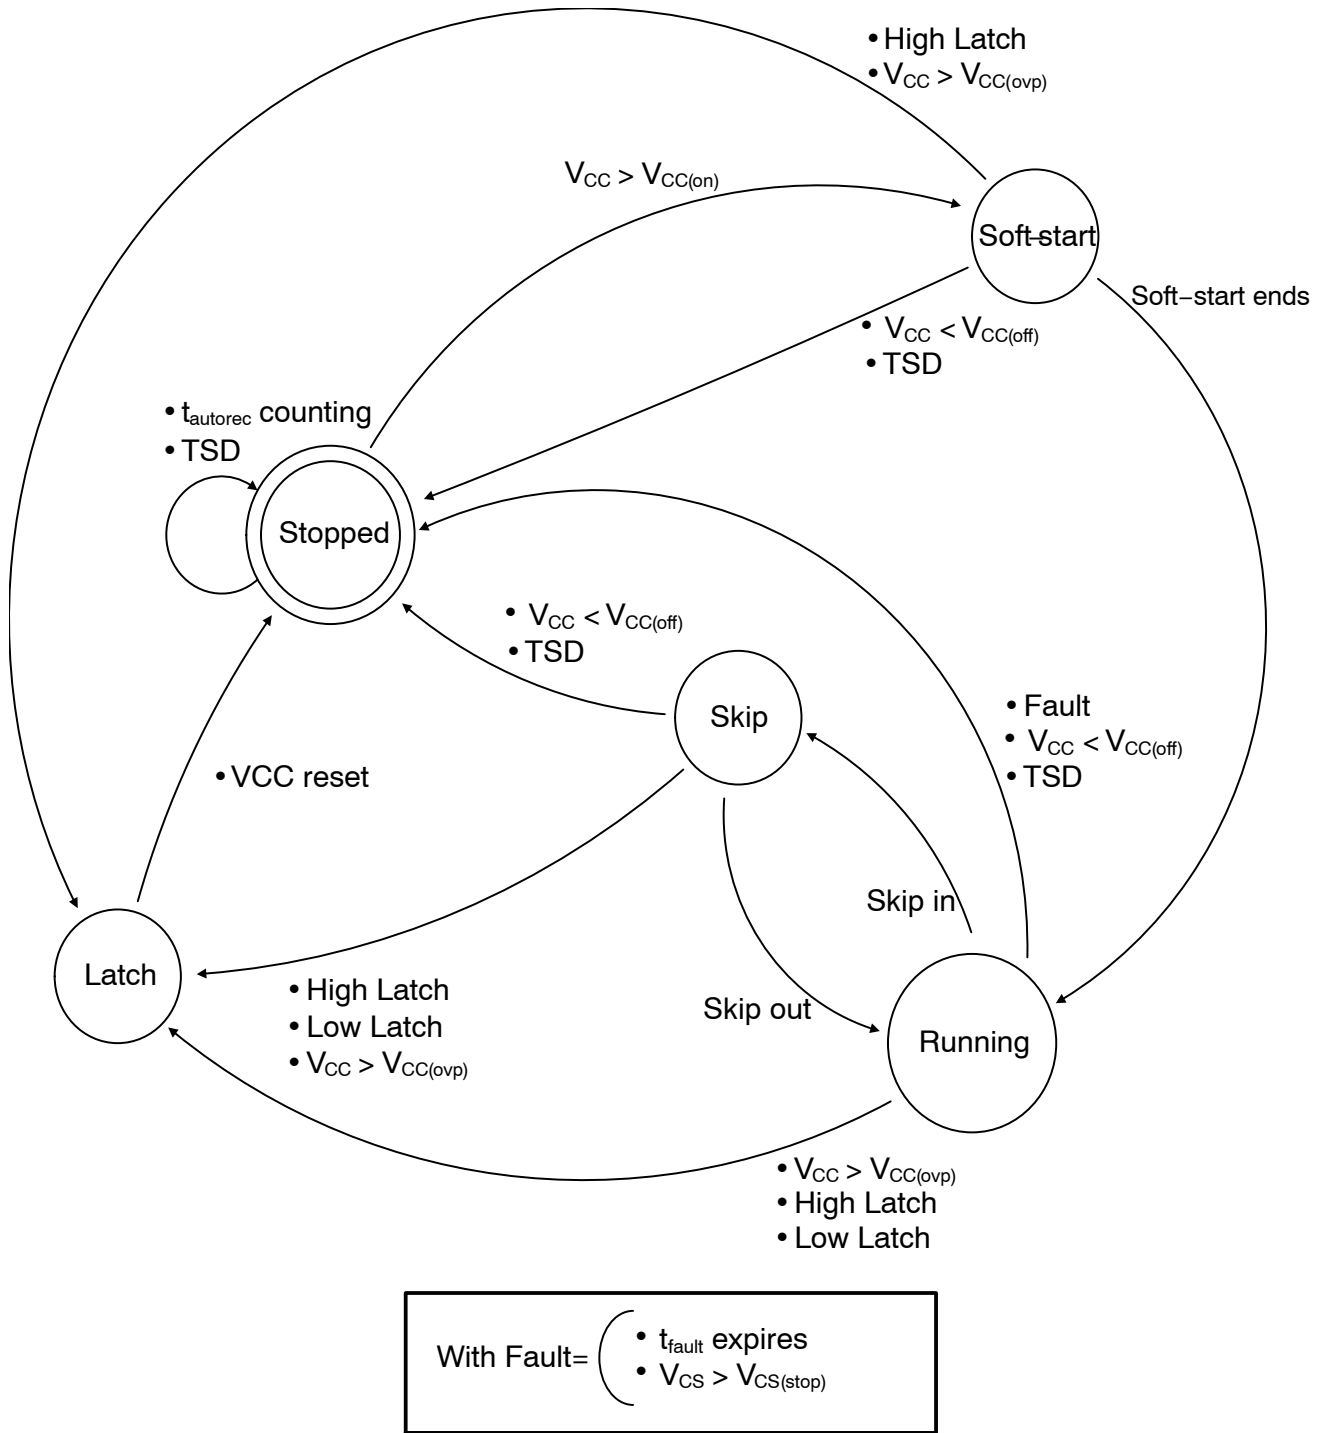 • High Latch
• VCC > VCC(ovp)
VCC > VCC(on)
Soft−start
Soft−start ends
• VCC < VCC(off)
• TSD
• tautorec counting
• TSD
Stopped
• VCC < VCC(off)
• TSD
Skip
• Fault
• VCC < VCC(off)
• TSD
• VCC reset
Skip in
Latch
• High Latch
• Low Latch
• VCC > VCC(ovp)
Skip out
Running
• VCC > VCC(ovp)
• High Latch
• Low Latch
With Fault=
• tfault expires
• VCS > VCS(stop)